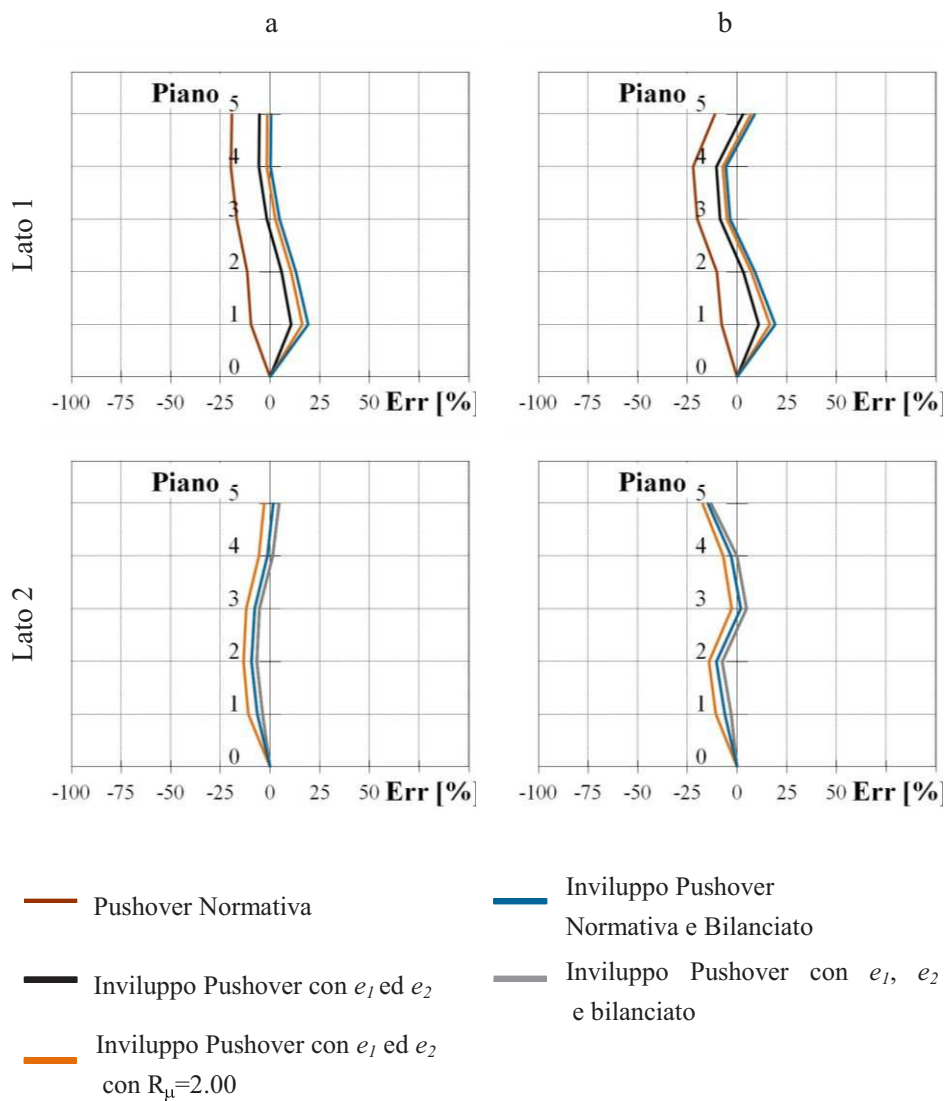 a b
Piano Piano
5 5
4 4
Lato 1
3 3
2 2
1 1
0 0
-100 -75 -50 -25 0 25 50 Err [%] -100 -75 -50 -25 0 25 50 Err [%]
Piano Piano
5 5
4 4
Lato 2
3 3
2 2
1 1
0 0
-100 -75 -50 -25 0 25 50 Err [%] -100 -75 -50 -25 0 25 50 Err [%]
Pushover Normativa
Inviluppo Pushover con e1 ed e2
Inviluppo Pushover con e1 ed e2
con Rμ=2.00
Inviluppo Pushover
Normativa e Bilanciato
Inviluppo Pushover con e1, e2
e bilanciato